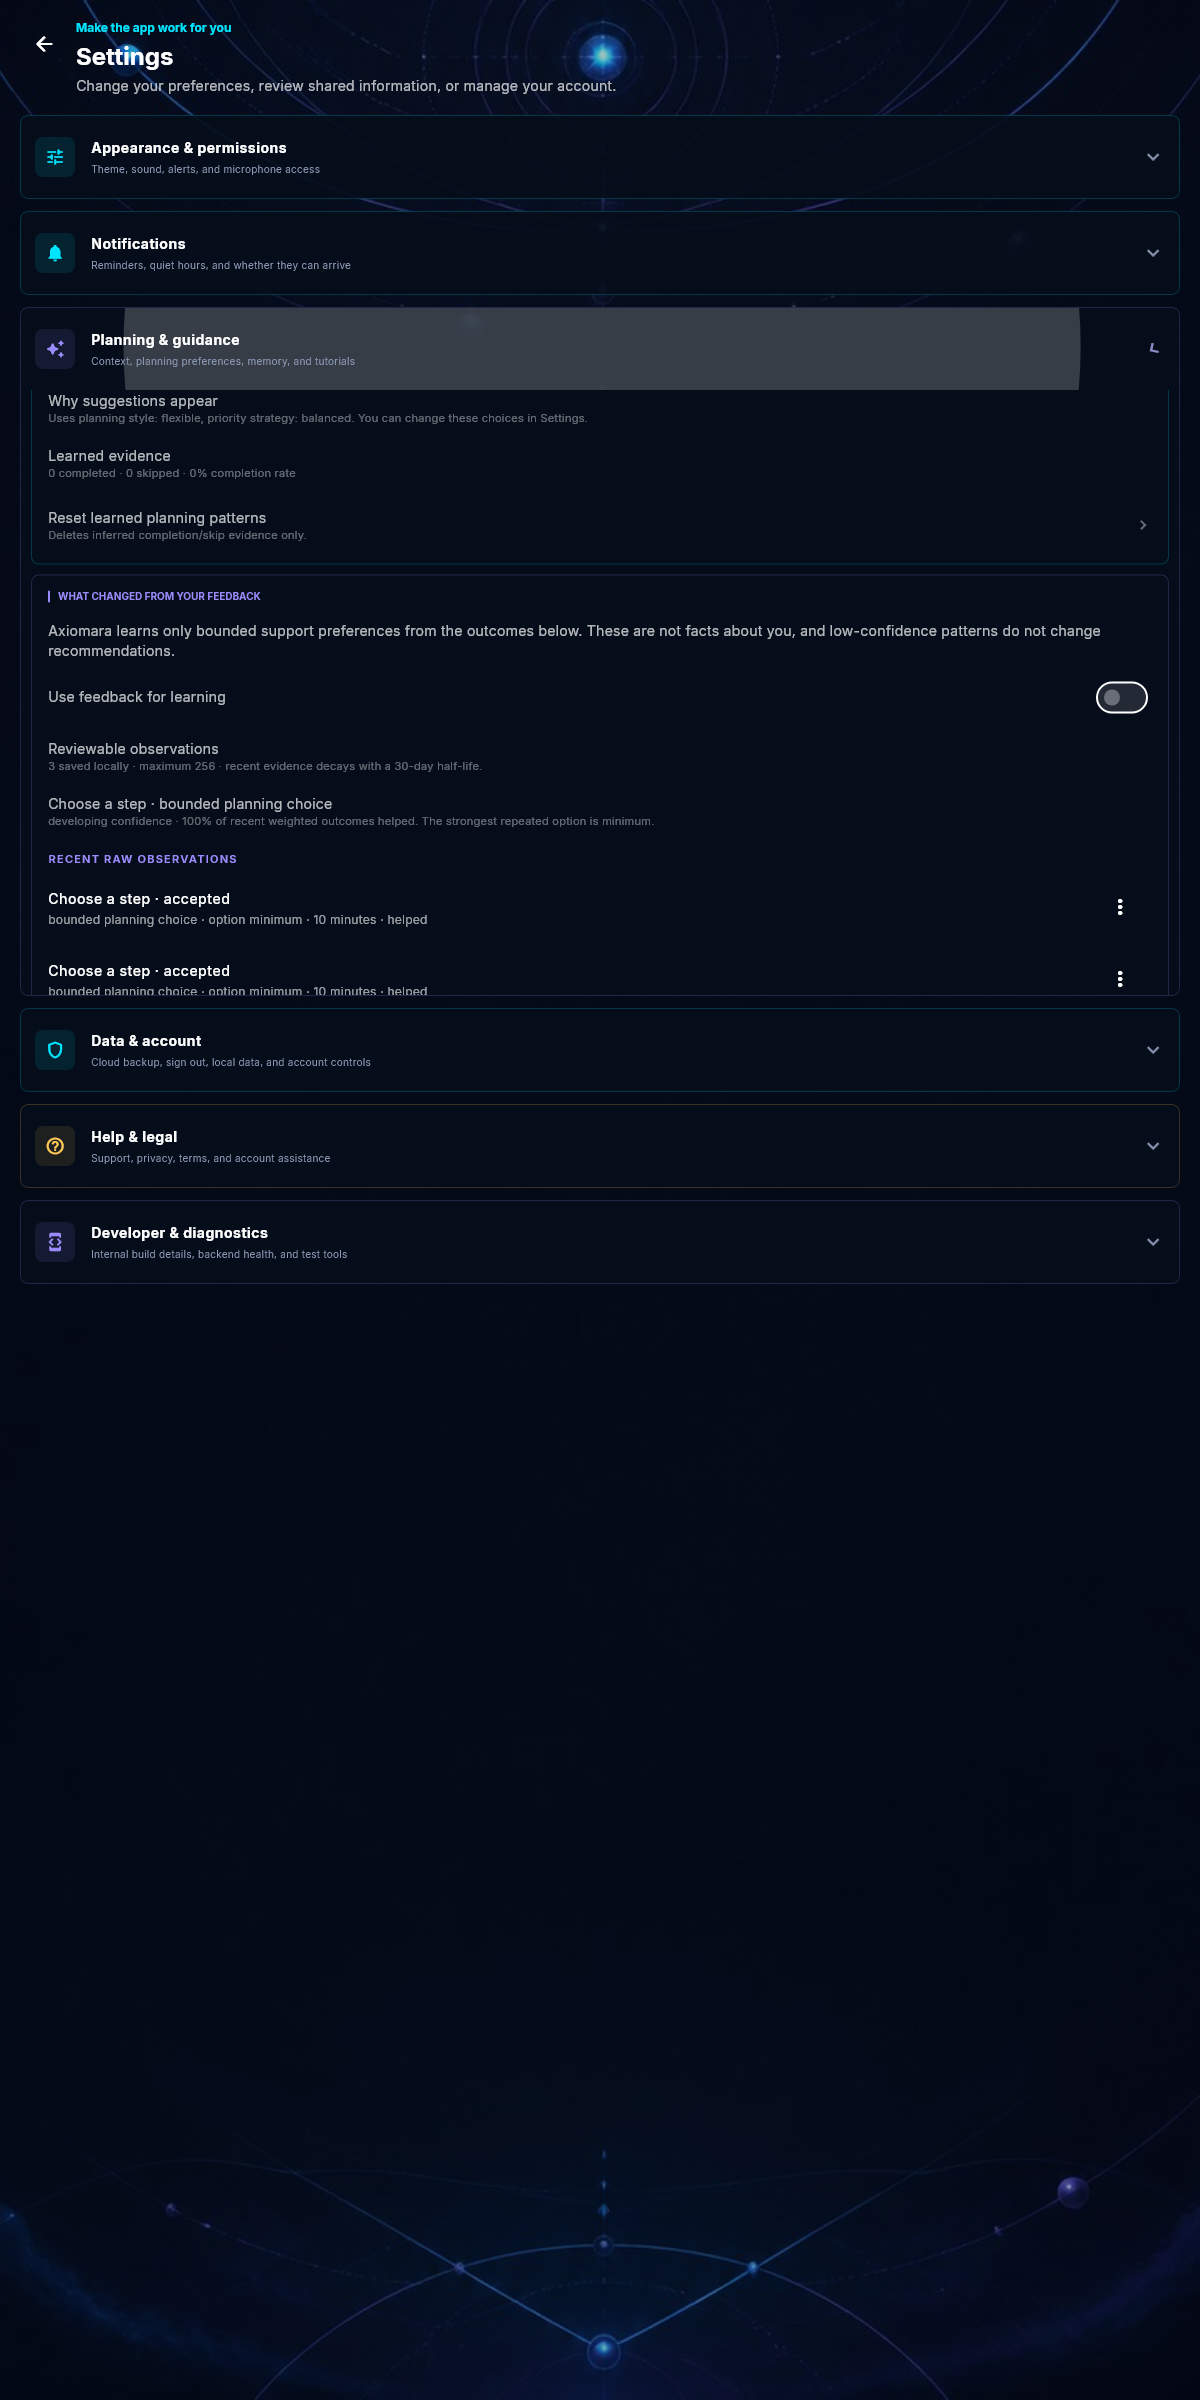 Make the app work for you
Settings
Change your preferences, review shared information, or manage your account.
Appearance & permissions
Theme, sound, alerts, and microphone access
Notifications
Reminders, quiet hours, and whether they can arrive
Planning & guidance
Context, planning preferences, memory, and tutorials
Why suggestions appear
Uses planning style: flexible, priority strategy: balanced. You can change these choices in Settings.
Learned evidence
0 completed · 0 skipped · 0% completion rate
Reset learned planning patterns
Deletes inferred completion/skip evidence only.
WHAT CHANGED FROM YOUR FEEDBACK
Axiomara learns only bounded support preferences from the outcomes below. These are not facts about you, and low-confidence patterns do not change
recommendations.
Use feedback for learning
Reviewable observations
3 saved locally · maximum 256 · recent evidence decays with a 30-day half-life.
Choose a step · bounded planning choice
developing confidence · 100% of recent weighted outcomes helped. The strongest repeated option is minimum.
RECENT RAW OBSERVATIONS
Choose a step · accepted
bounded planning choice · option minimum · 10 minutes · helped
Choose a step · accepted
bounded planning choice · option minimum · 10 minutes · helped
Data & account
Cloud backup, sign out, local data, and account controls
Help & legal
Support, privacy, terms, and account assistance
Developer & diagnostics
Internal build details, backend health, and test tools